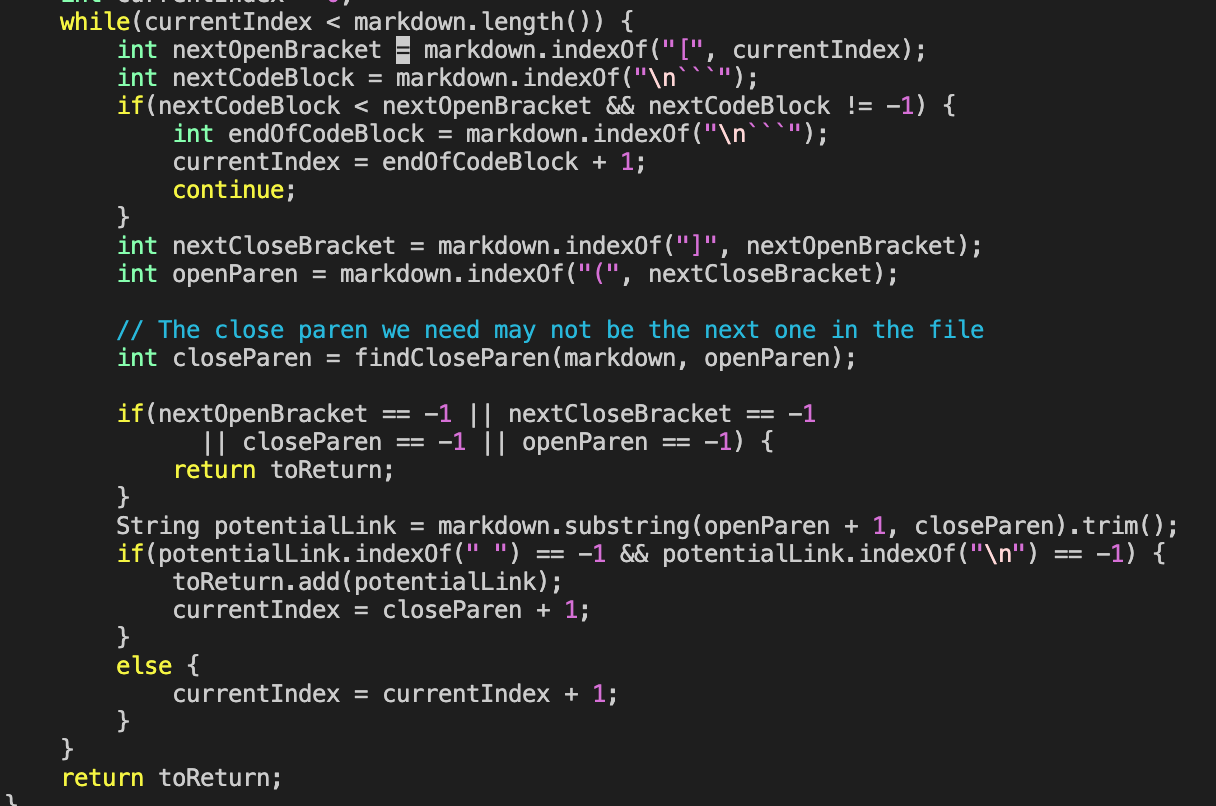 while(currentIndex < markdown.length()) {
int nextOpenBracket = markdown.indexOf("[", currentIndex);
int nextCodeBlock = markdown.indexOf("\n```");
if(nextCodeBlock < nextOpenBracket && nextCodeBlock != -1) {
int endOfCodeBlock = markdown.indexOf("\n```");
currentIndex = endOfCodeBlock + 1;
continue;
}
int nextCloseBracket = markdown.indexOf("]", nextOpenBracket);
int openParen = markdown.indexOf("(", nextCloseBracket);
// The close paren we need may not be the next one in the file
int closeParen = findCloseParen(markdown, openParen);
if(nextOpenBracket == -1 || nextCloseBracket == -1
|| closeParen == -1 || openParen == -1) {
return toReturn;
}
String potentialLink = markdown.substring(openParen + 1, closeParen).trim();
if(potentialLink.indexOf(" ") == -1 && potentialLink.indexOf("\n") == -1) {
toReturn.add(potentialLink);
currentIndex = closeParen + 1;
}
else {
currentIndex = currentIndex + 1;
}
}
return toReturn;